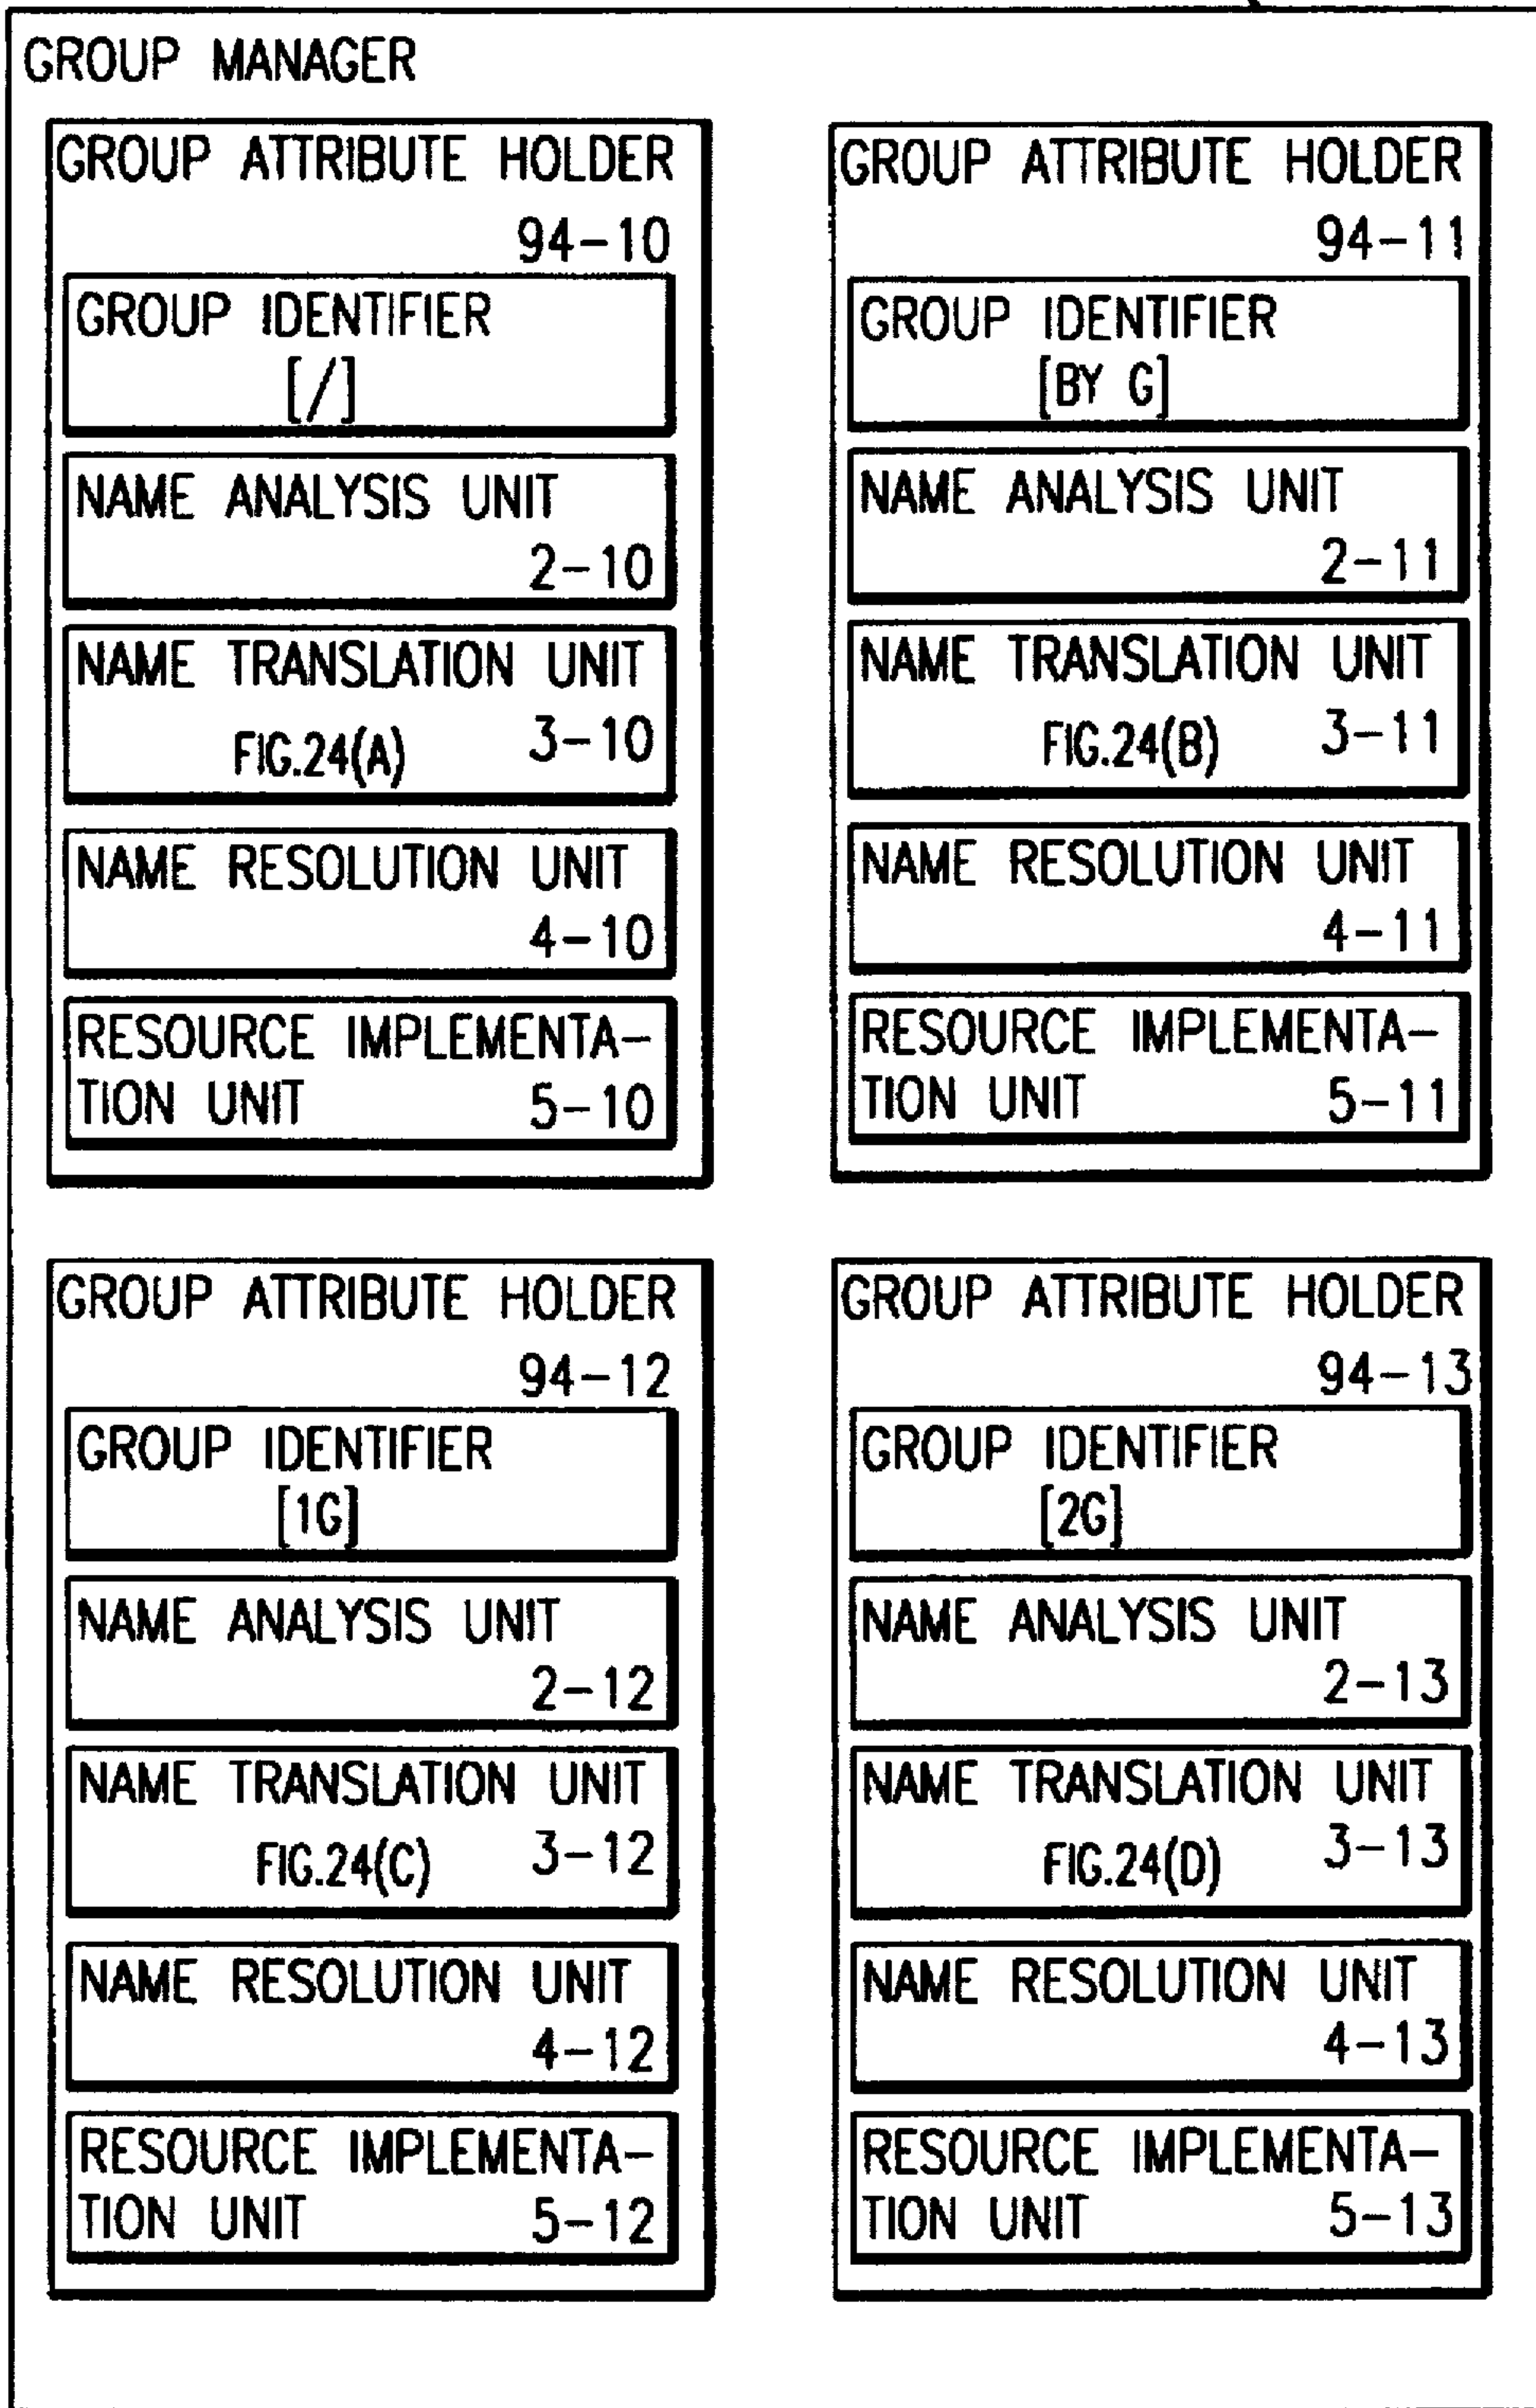 GROUP MANAGER
GROUP ATTRIBUTE HOLDER
94-10
GROUP IDENTIFIER
[/]
NAME ANALYSIS UNIT
2-10
NAME TRANSLATION UNIT
FIG.24(A) 3-10
NAME RESOLUTION UNIT
4-10
RESOURCE IMPLEMENTA-
TION UNIT 5-10
GROUP ATTRIBUTE HOLDER
94-11
GROUP IDENTIFIER
[BY G]
NAME ANALYSIS UNIT
2-11
NAME TRANSLATION UNIT
FIG.24(B) 3-11
NAME RESOLUTION UNIT
4-11
RESOURCE IMPLEMENTA-
TION UNIT 5-11
GROUP ATTRIBUTE HOLDER
94-12
GROUP IDENTIFIER
[1G]
NAME ANALYSIS UNIT
2-12
NAME TRANSLATION UNIT
FIG.24(C) 3-12
NAME RESOLUTION UNIT
4-12
RESOURCE IMPLEMENTA-
TION UNIT 5-12
GROUP ATTRIBUTE HOLDER
94-13
GROUP IDENTIFIER
[2G]
NAME ANALYSIS UNIT
2-13
NAME TRANSLATION UNIT
FIG.24(D) 3-13
NAME RESOLUTION UNIT
4-13
RESOURCE IMPLEMENTA-
TION UNIT 5-13